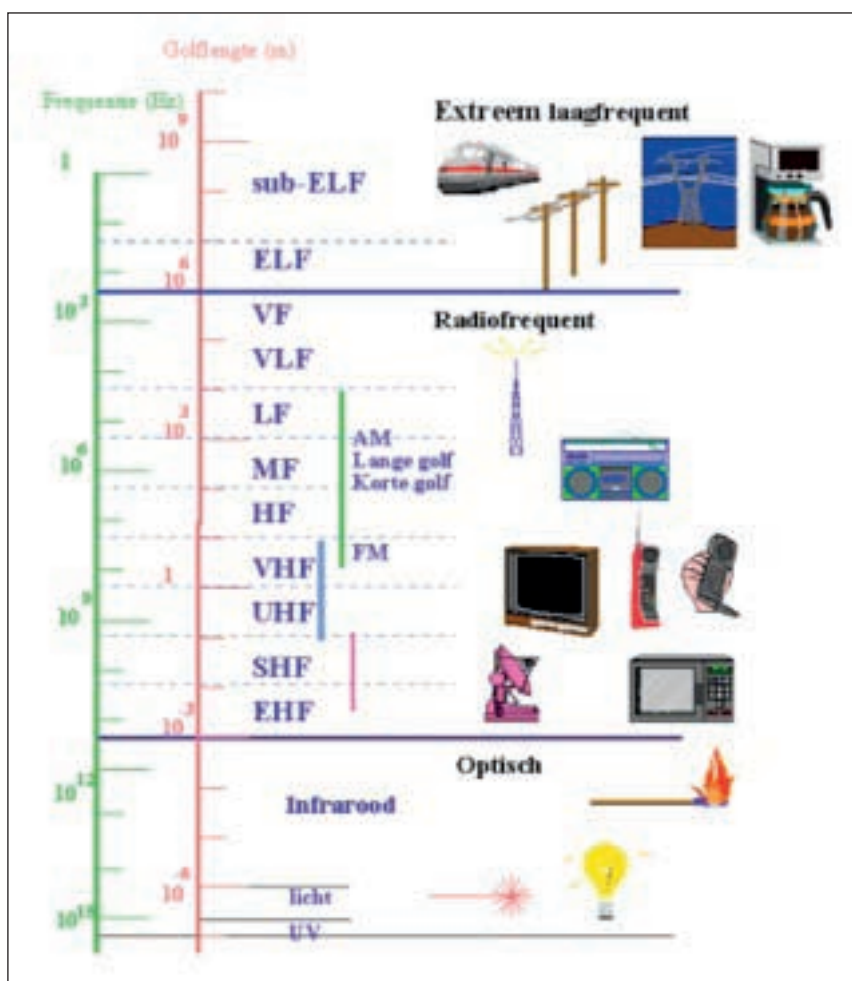 Golflengte (m)
Frequentie (Hz)
Extreem laagfrequent
10 9
1
sub-ELF
ELF
10 6
10 3
VF
Radiofrequent
VLF
LF
10 3
AM
Lange golf
10 6
MF
Korte golf
HF
FM
VHF
1
10 9
UHF
SHF
EHF
10 3
Optisch
10 12
Infrarood
10 -6
licht
10 15
UV